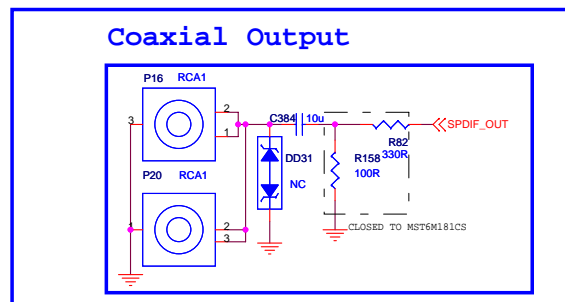 Coaxial Output
P16 RCA1
3
2
1
C384 10u
SPDIF_OUT
R82
330R
DD31
R158
100R
NC
P20 RCA1
1
2
3
CLOSED TO MST6M181CS